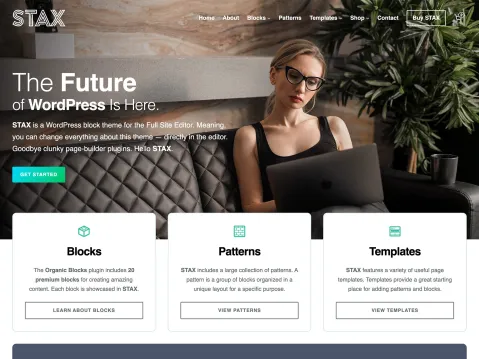 STAX
Home About Blocks Patterns Templates Shop Contact Buy STAX
The Future
of WordPress Is Here.
STAX is a WordPress block theme for the Full Site Editor. Meaning,
you can change everything about this theme — directly in the editor.
Goodbye clunky page-builder plugins. Hello STAX.
GET STARTED
Blocks
The Organic Blocks plugin includes 20
premium blocks for creating amazing
content. Each block is showcased in STAX.
LEARN ABOUT BLOCKS
Patterns
STAX includes a large collection of patterns. A
pattern is a group of blocks organized in a
unique layout for a specific purpose.
VIEW PATTERNS
Templates
STAX features a variety of useful page
templates. Templates provide a great starting
place for adding patterns and blocks.
VIEW TEMPLATES